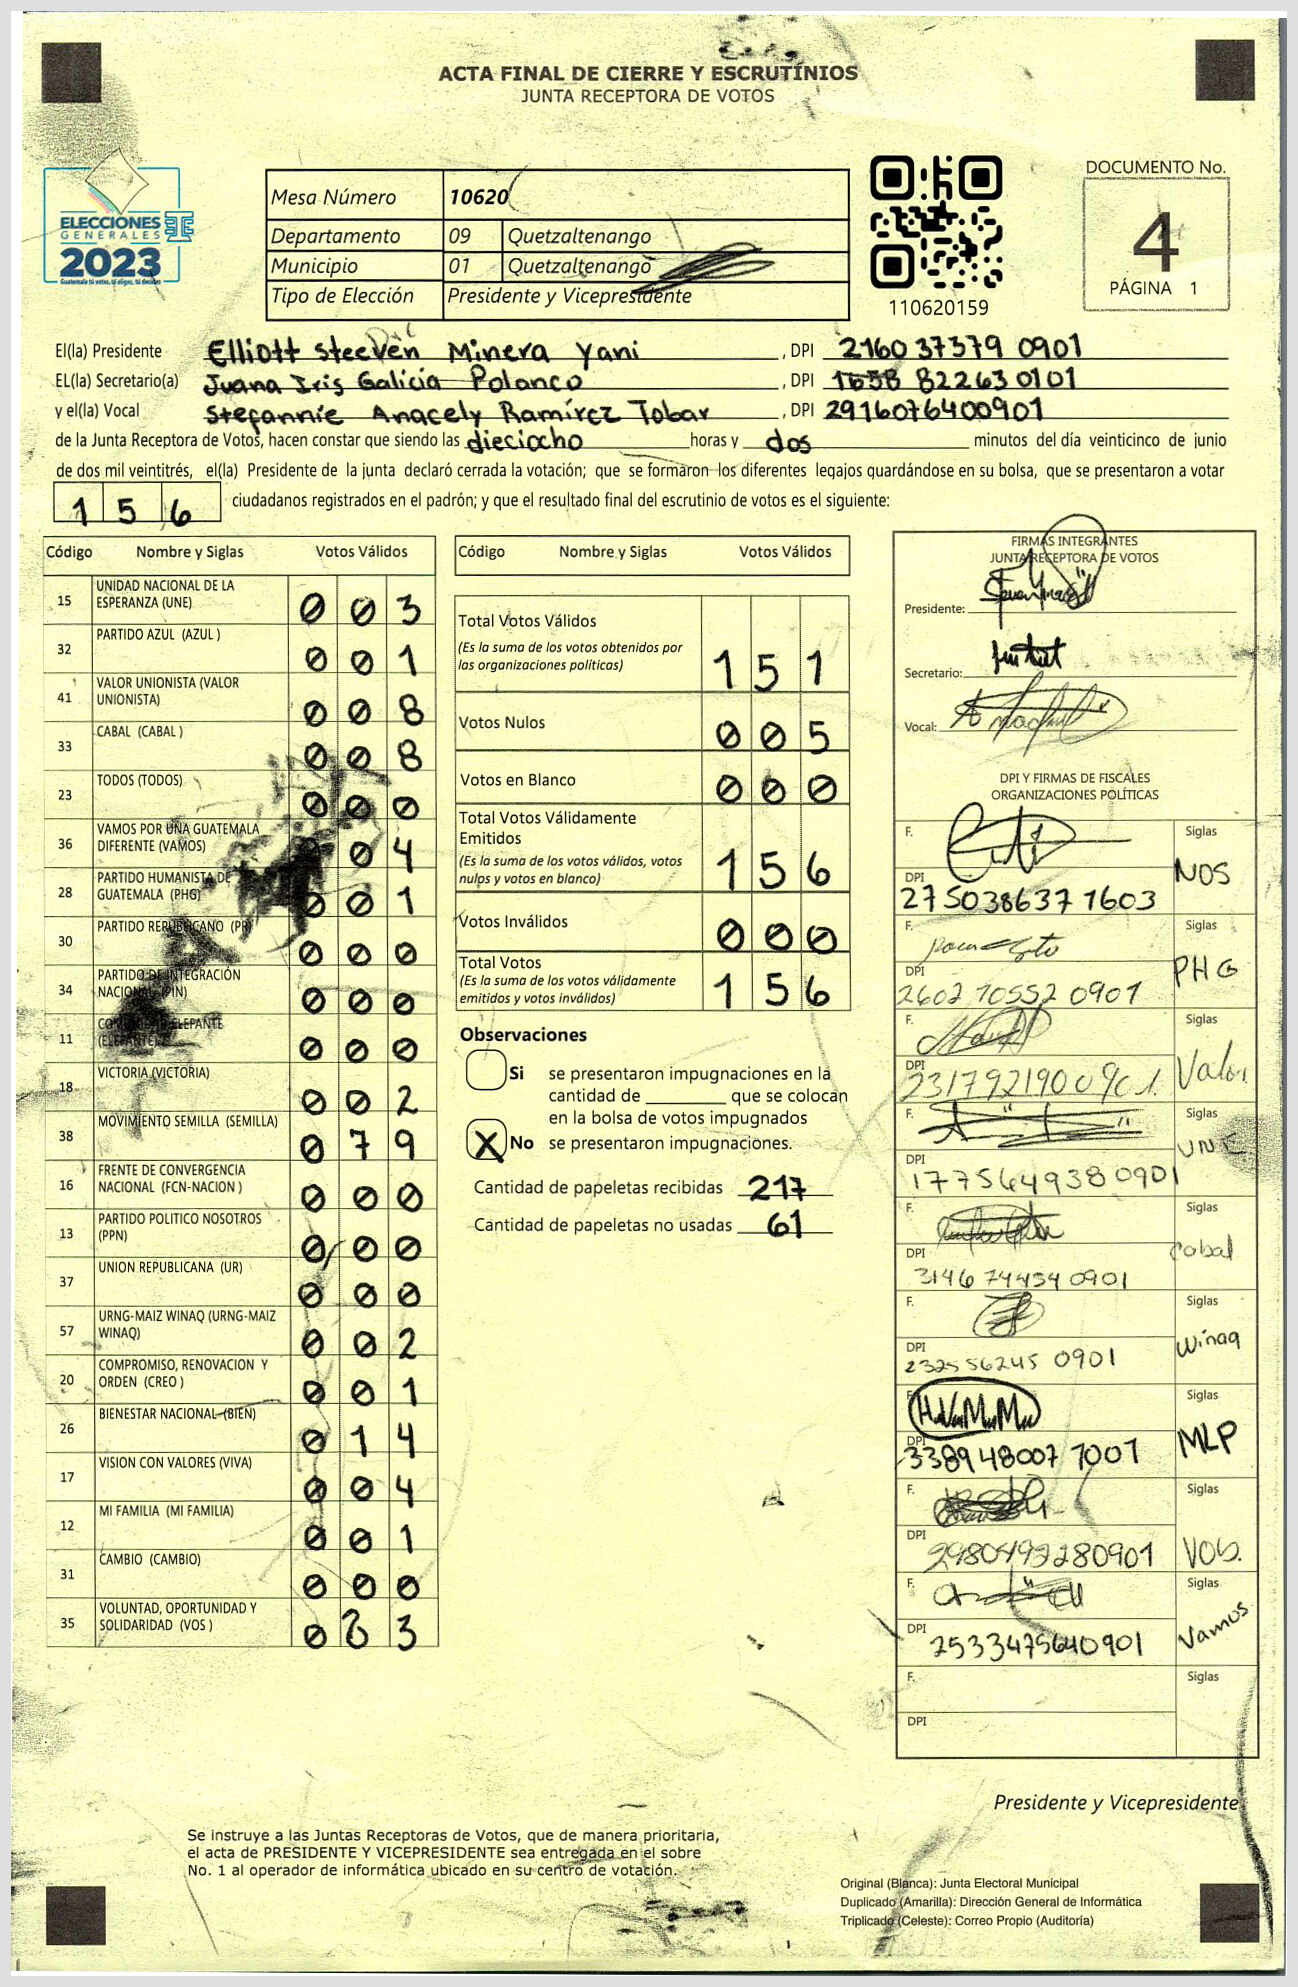 ACTA FINAL DE CIERRE Y ESCRUTINIOS
JUNTA RECEPTORA DE VOTOS
ELECCIONES
GENERALES
2023
Guatemala tú votas, tú eliges, tú decides
Mesa Número 10620
Departamento 09 Quetzaltenango
Municipio 01 Quetzaltenango
Tipo de Elección Presidente y Vicepresidente
110620159
DOCUMENTO No.
4
PÁGINA 1
El(la) Presidente Elliott Steeven Minera Yani , DPI 2160 37379 0901
EL(la) Secretario(a) Juana Iris Galicia Polanco , DPI 1658 82263 0101
y el(la) Vocal Stefannie Anacely Ramírez Tobar , DPI 2916076400901
de la Junta Receptora de Votos, hacen constar que siendo las dieciocho horas y dos minutos del día veinticinco de junio
de dos mil veintitrés, el(la) Presidente de la junta declaró cerrada la votación; que se formaron los diferentes legajos quardándose en su bolsa, que se presentaron a votar
1 5 6 ciudadanos registrados en el padrón; y que el resultado final del escrutinio de votos es el siguiente:
Código Nombre y Siglas Votos Válidos
15 UNIDAD NACIONAL DE LA ESPERANZA (UNE) 0 0 3
32 PARTIDO AZUL (AZUL ) 0 0 1
41 VALOR UNIONISTA (VALOR UNIONISTA) 0 0 8
33 CABAL (CABAL ) 0 0 8
23 TODOS (TODOS) 0 0 0
36 VAMOS POR UNA GUATEMALA DIFERENTE (VAMOS) 0 4
28 PARTIDO HUMANISTA DE GUATEMALA (PHG) 0 0 1
30 PARTIDO REPUBLICANO (PR) 0 0 0
34 PARTIDO DE INTEGRACIÓN NACIONAL (PIN) 0 0 0
11 ELEFANTE (ELEFANTE) 0 0 0
18 VICTORIA (VICTORIA) 0 0 2
38 MOVIMIENTO SEMILLA (SEMILLA) 0 7 9
16 FRENTE DE CONVERGENCIA NACIONAL (FCN-NACION ) 0 0 0
13 PARTIDO POLITICO NOSOTROS (PPN) 0 0 0
37 UNION REPUBLICANA (UR) 0 0 0
57 URNG-MAIZ WINAQ (URNG-MAIZ WINAQ) 0 0 2
20 COMPROMISO, RENOVACION Y ORDEN (CREO ) 0 0 1
26 BIENESTAR NACIONAL (BIEN) 0 1 4
17 VISION CON VALORES (VIVA) 0 0 4
12 MI FAMILIA (MI FAMILIA) 0 0 1
31 CAMBIO (CAMBIO) 0 0 0
35 VOLUNTAD, OPORTUNIDAD Y SOLIDARIDAD (VOS ) 0 2 3
Código Nombre y Siglas Votos Válidos
Total Votos Válidos
(Es la suma de los votos obtenidos por
las organizaciones políticas) 1 5 1
Votos Nulos 0 0 5
Votos en Blanco 0 0 0
Total Votos Válidamente
Emitidos
(Es la suma de los votos válidos, votos
nulps y votos en blanco) 1 5 6
Votos Inválidos 0 0 0
Total Votos
(Es la suma de los votos válidamente
emitidos y votos inválidos) 1 5 6
Observaciones
Si se presentaron impugnaciones en la
cantidad de ________ que se colocan
en la bolsa de votos impugnados
X No se presentaron impugnaciones.
Cantidad de papeletas recibidas 217
Cantidad de papeletas no usadas 61
FIRMAS INTEGRANTES
JUNTA RECEPTORA DE VOTOS
Presidente:
Secretario:
Vocal:
DPI Y FIRMAS DE FISCALES
ORGANIZACIONES POLÍTICAS
F. Siglas NOS
DPI 275038637 1603
F. Siglas PHG
DPI 2602 70552 0901
F. Siglas Valor
DPI 231792190 0901
F. Siglas UNE
DPI 177564938 0901
F. Siglas Cabal
DPI 3146 74454 0901
F. Siglas Winaq
DPI 232556245 0901
F. Siglas MLP
DPI 338948007 1001
F. Siglas VOS.
DPI 2980492280901
F. Siglas Vamos
DPI 2533475640901
F. Siglas
DPI
Presidente y Vicepresidente
Se instruye a las Juntas Receptoras de Votos, que de manera prioritaria,
el acta de PRESIDENTE Y VICEPRESIDENTE sea entregada en el sobre
No. 1 al operador de informática ubicado en su centro de votación.
Original (Blanca): Junta Electoral Municipal
Duplicado (Amarilla): Dirección General de Informática
Triplicado (Celeste): Correo Propio (Auditoría)